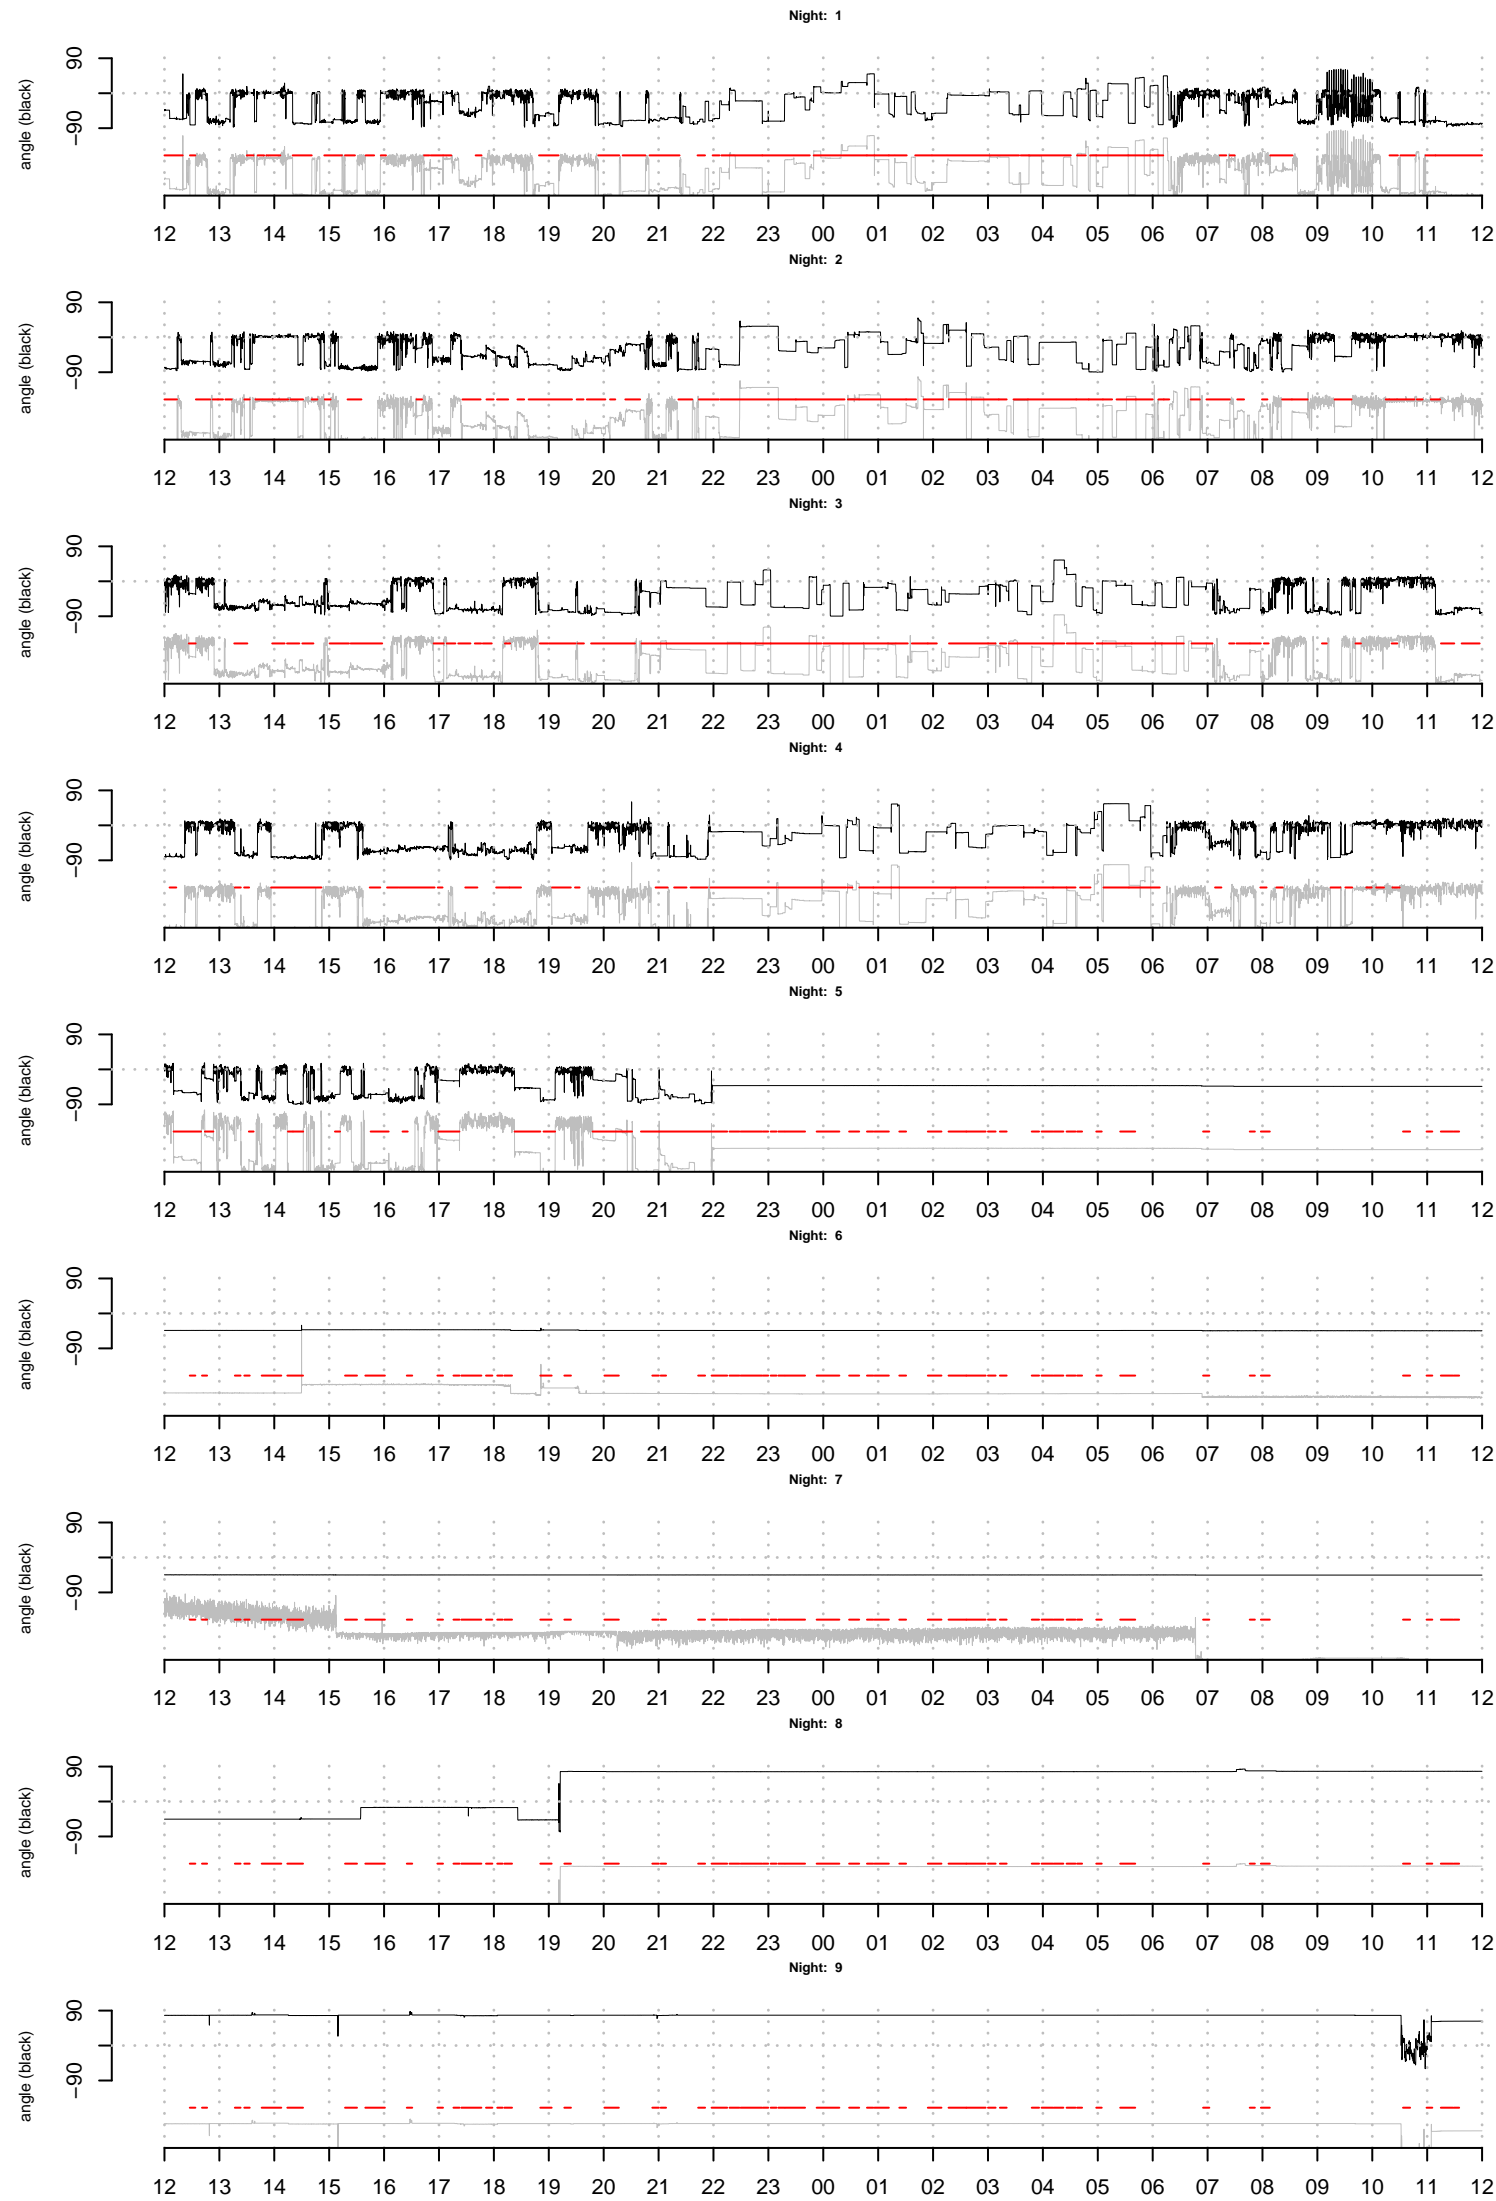 Night: 1
angle (black)
90
-90
12 13 14 15 16 17 18 19 20 21 22 23 00 01 02 03 04 05 06 07 08 09 10 11 12
Night: 2
angle (black)
90
-90
12 13 14 15 16 17 18 19 20 21 22 23 00 01 02 03 04 05 06 07 08 09 10 11 12
Night: 3
angle (black)
90
-90
12 13 14 15 16 17 18 19 20 21 22 23 00 01 02 03 04 05 06 07 08 09 10 11 12
Night: 4
angle (black)
90
-90
12 13 14 15 16 17 18 19 20 21 22 23 00 01 02 03 04 05 06 07 08 09 10 11 12
Night: 5
angle (black)
90
-90
12 13 14 15 16 17 18 19 20 21 22 23 00 01 02 03 04 05 06 07 08 09 10 11 12
Night: 6
angle (black)
90
-90
12 13 14 15 16 17 18 19 20 21 22 23 00 01 02 03 04 05 06 07 08 09 10 11 12
Night: 7
angle (black)
90
-90
12 13 14 15 16 17 18 19 20 21 22 23 00 01 02 03 04 05 06 07 08 09 10 11 12
Night: 8
angle (black)
90
-90
12 13 14 15 16 17 18 19 20 21 22 23 00 01 02 03 04 05 06 07 08 09 10 11 12
Night: 9
angle (black)
90
-90
12 13 14 15 16 17 18 19 20 21 22 23 00 01 02 03 04 05 06 07 08 09 10 11 12